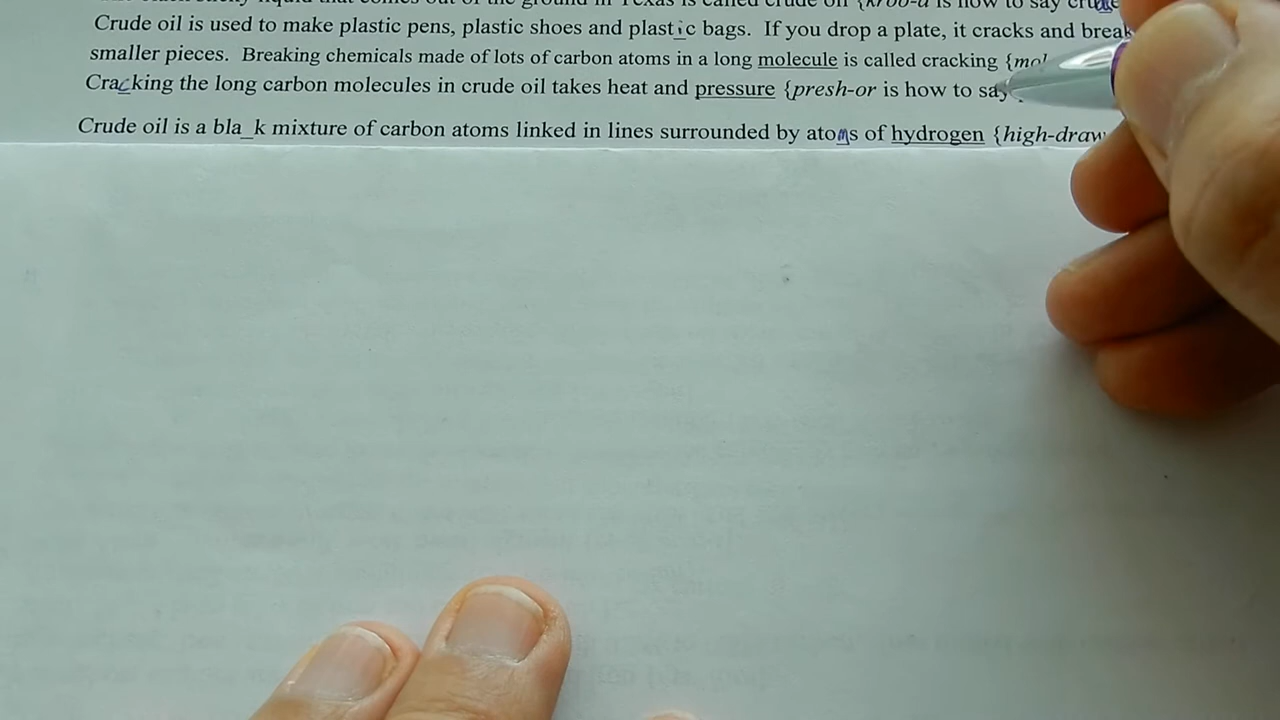 Crude oil is used to make plastic pens, plastic shoes and plastic bags. If you drop a plate, it cracks and break
smaller pieces. Breaking chemicals made of lots of carbon atoms in a long molecule is called cracking {mol
Cracking the long carbon molecules in crude oil takes heat and pressure {presh-or is how to say
Crude oil is a bla_k mixture of carbon atoms linked in lines surrounded by atoms of hydrogen {high-draw